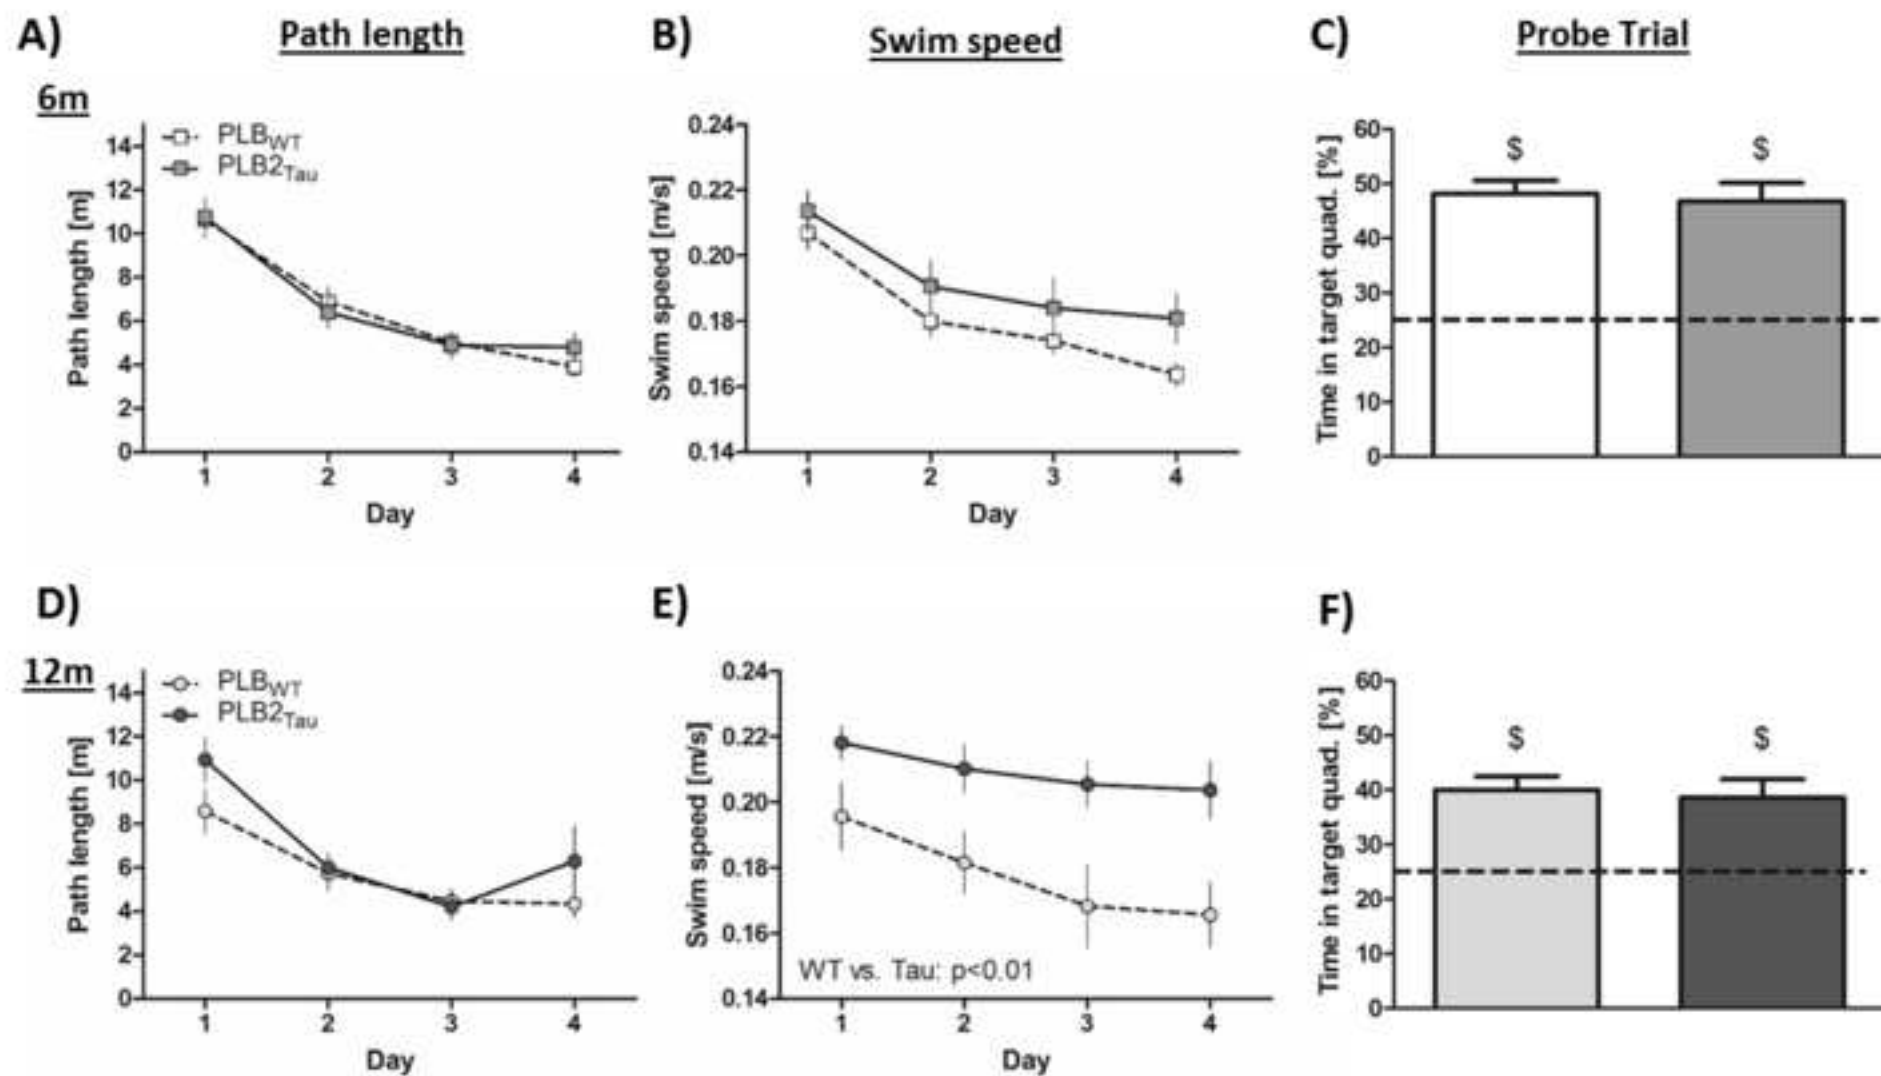 A) Path length
B) Swim speed
C) Probe Trial
6m
Path length [m]
14
12
10
8
6
4
2
0
PLBWT
PLB2Tau
1 2 3 4
Day
Swim speed [m/s]
0.24
0.22
0.20
0.18
0.16
0.14
1 2 3 4
Day
Time in target quad. [%]
60
50
40
30
20
10
0
$ $
D)
E)
F)
12m
Path length [m]
14
12
10
8
6
4
2
0
PLBWT
PLB2Tau
1 2 3 4
Day
Swim speed [m/s]
0.24
0.22
0.20
0.18
0.16
0.14
WT vs. Tau: p<0.01
1 2 3 4
Day
Time in target quad. [%]
60
50
40
30
20
10
0
$ $